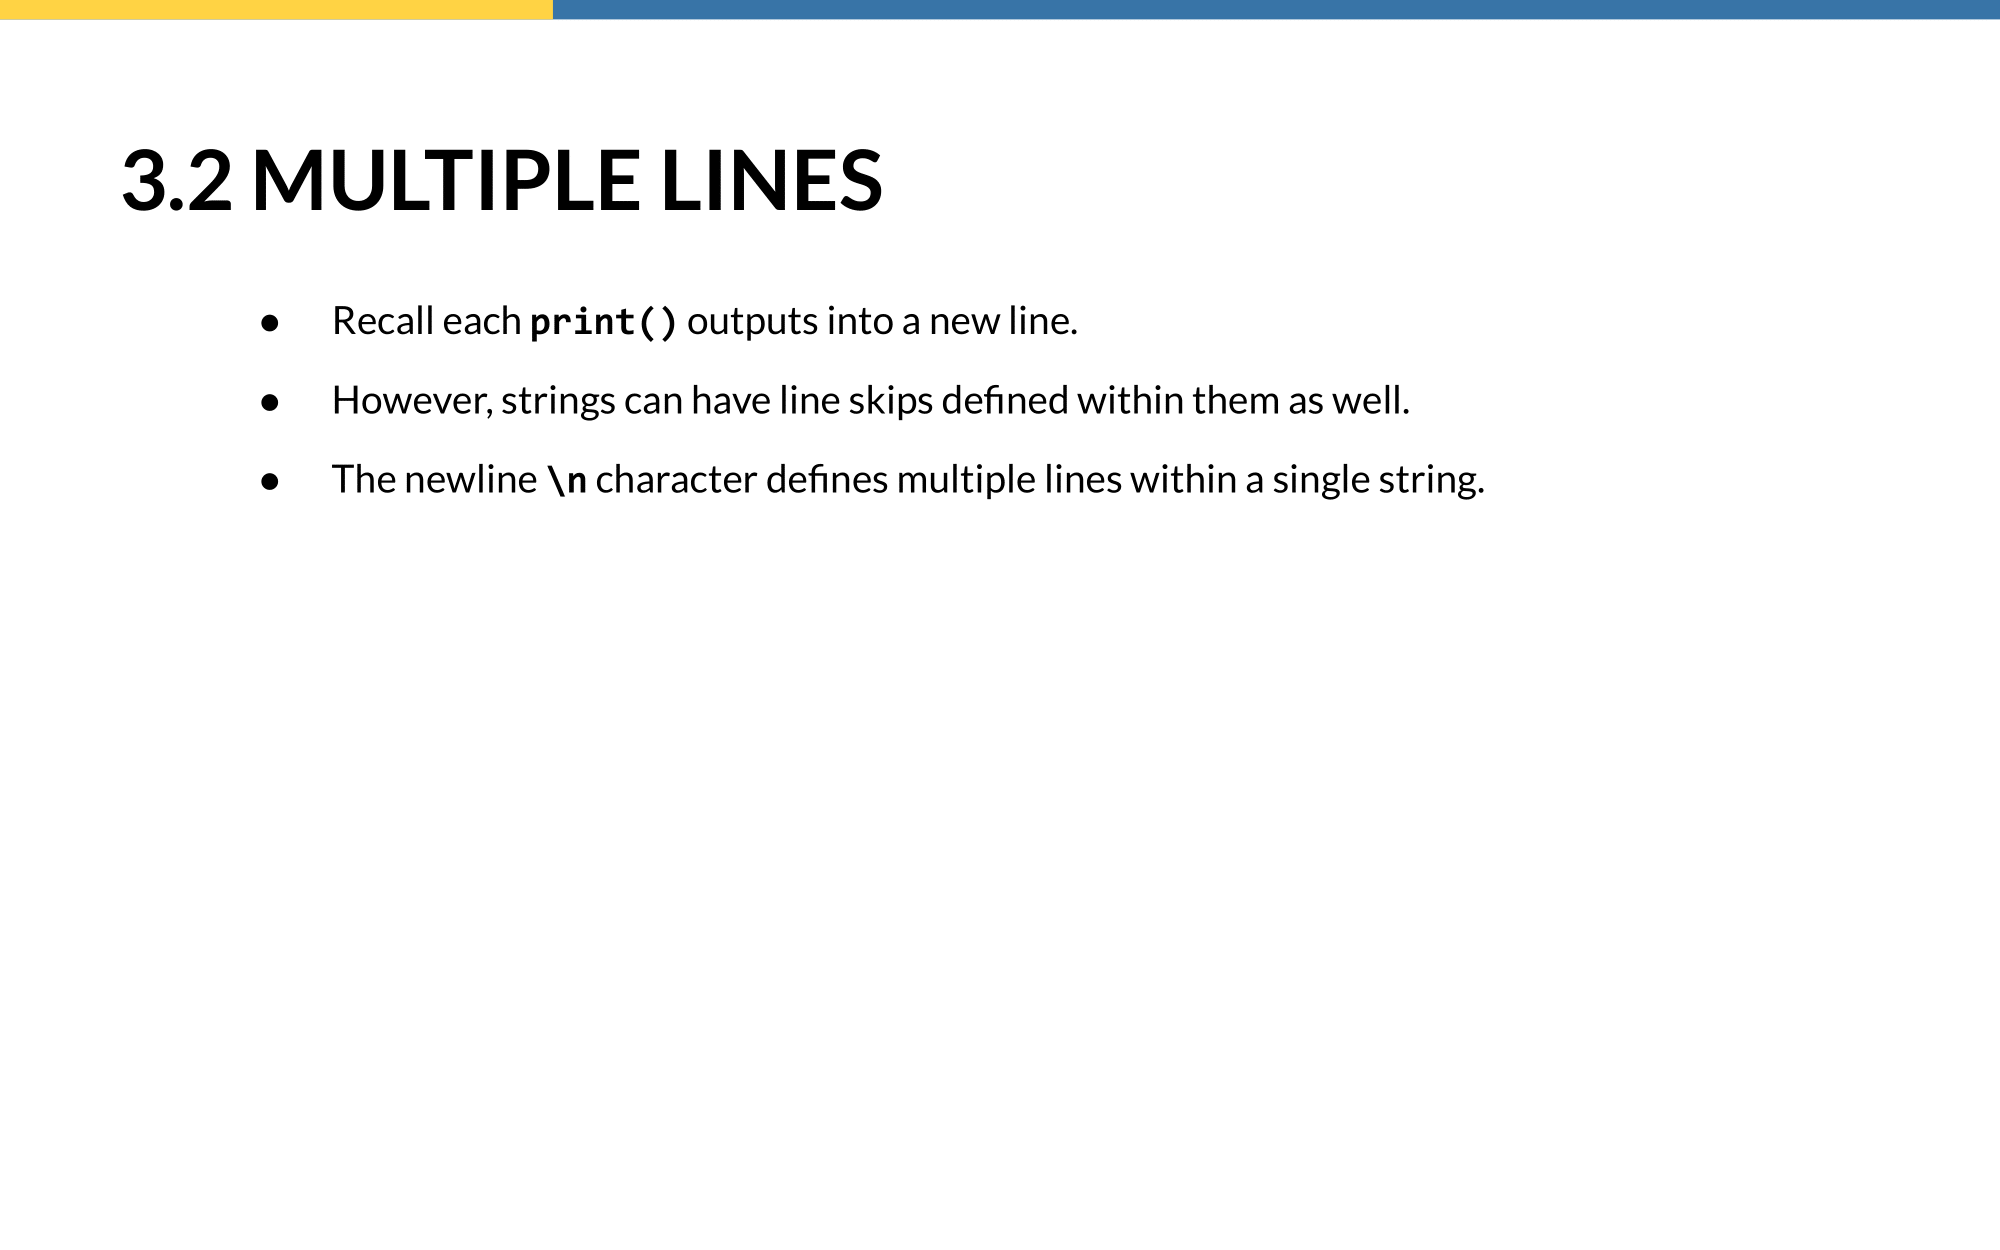 3.2 MULTIPLE LINES
● Recall each print() outputs into a new line.
● However, strings can have line skips defined within them as well.
● The newline \n character defines multiple lines within a single string.